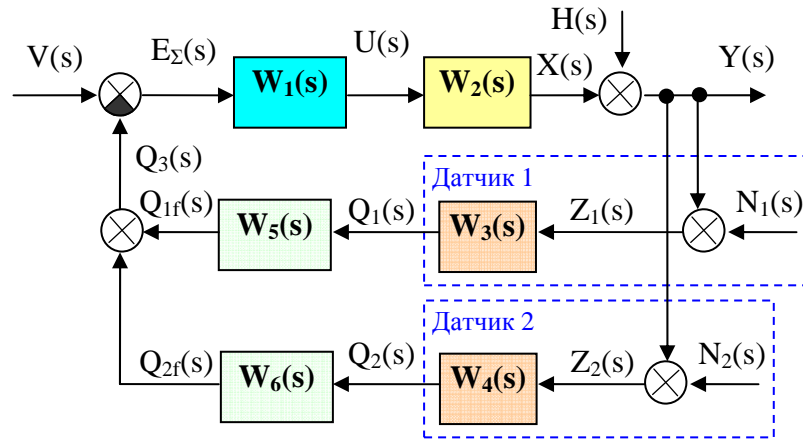 H(s)
V(s)
E_Σ(s)
U(s)
X(s)
Y(s)
W₁(s)
W₂(s)
Q₃(s)
Датчик 1
Q₁f(s)
Q₁(s)
Z₁(s)
N₁(s)
W₅(s)
W₃(s)
Датчик 2
Q₂f(s)
Q₂(s)
Z₂(s)
N₂(s)
W₆(s)
W₄(s)